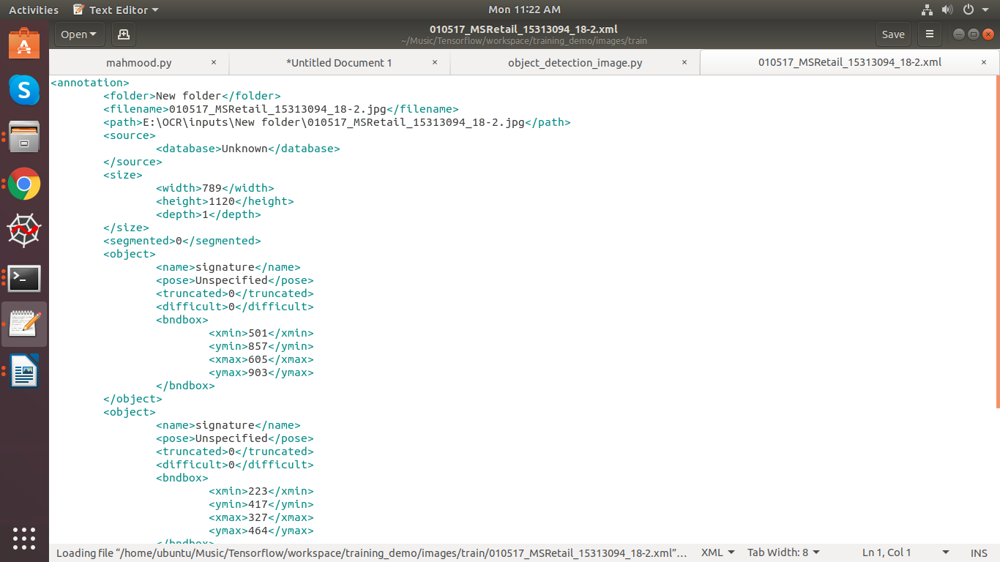 Activities Text Editor Mon 11:22 AM
Open 010517_MSRetail_15313094_18-2.xml Save
~/Music/Tensorflow/workspace/training_demo/images/train
mahmood.py × *Untitled Document 1 × object_detection_image.py × 010517_MSRetail_15313094_18-2.xml ×
<annotation>
<folder>New folder</folder>
<filename>010517_MSRetail_15313094_18-2.jpg</filename>
<path>E:\OCR\inputs\New folder\010517_MSRetail_15313094_18-2.jpg</path>
<source>
<database>Unknown</database>
</source>
<size>
<width>789</width>
<height>1120</height>
<depth>1</depth>
</size>
<segmented>0</segmented>
<object>
<name>signature</name>
<pose>Unspecified</pose>
<truncated>0</truncated>
<difficult>0</difficult>
<bndbox>
<xmin>501</xmin>
<ymin>857</ymin>
<xmax>605</xmax>
<ymax>903</ymax>
</bndbox>
</object>
<object>
<name>signature</name>
<pose>Unspecified</pose>
<truncated>0</truncated>
<difficult>0</difficult>
<bndbox>
<xmin>223</xmin>
<ymin>417</ymin>
<xmax>327</xmax>
<ymax>464</ymax>
</bndbox>
Loading file “/home/ubuntu/Music/Tensorflow/workspace/training_demo/images/train/010517_MSRetail_15313094_18-2.xml”… XML Tab Width: 8 Ln 1, Col 1 INS